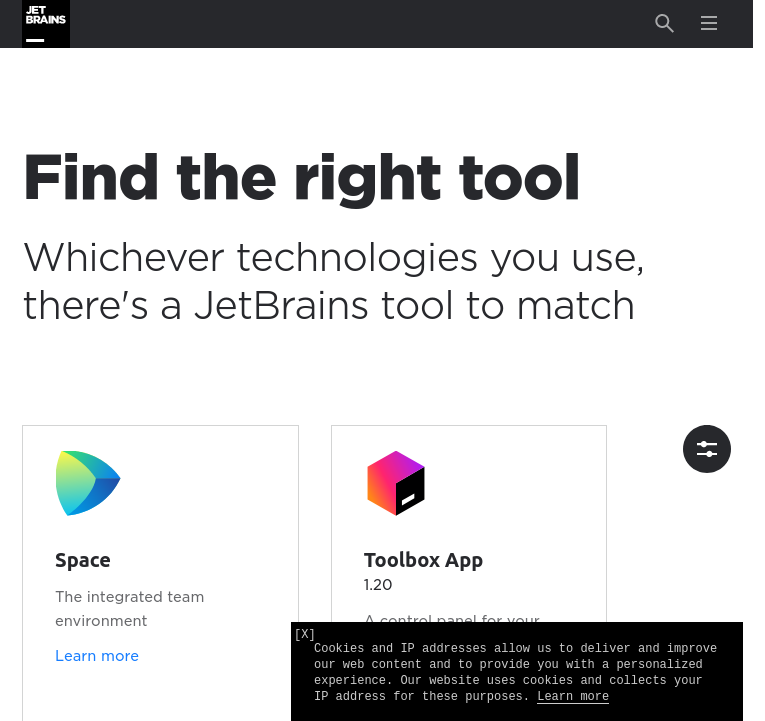 JET
BRAINS
Find the right tool
Whichever technologies you use,
there's a JetBrains tool to match
Space
The integrated team
environment
Learn more
Toolbox App
1.20
A control panel for your
[X]
Cookies and IP addresses allow us to deliver and improve
our web content and to provide you with a personalized
experience. Our website uses cookies and collects your
IP address for these purposes. Learn more